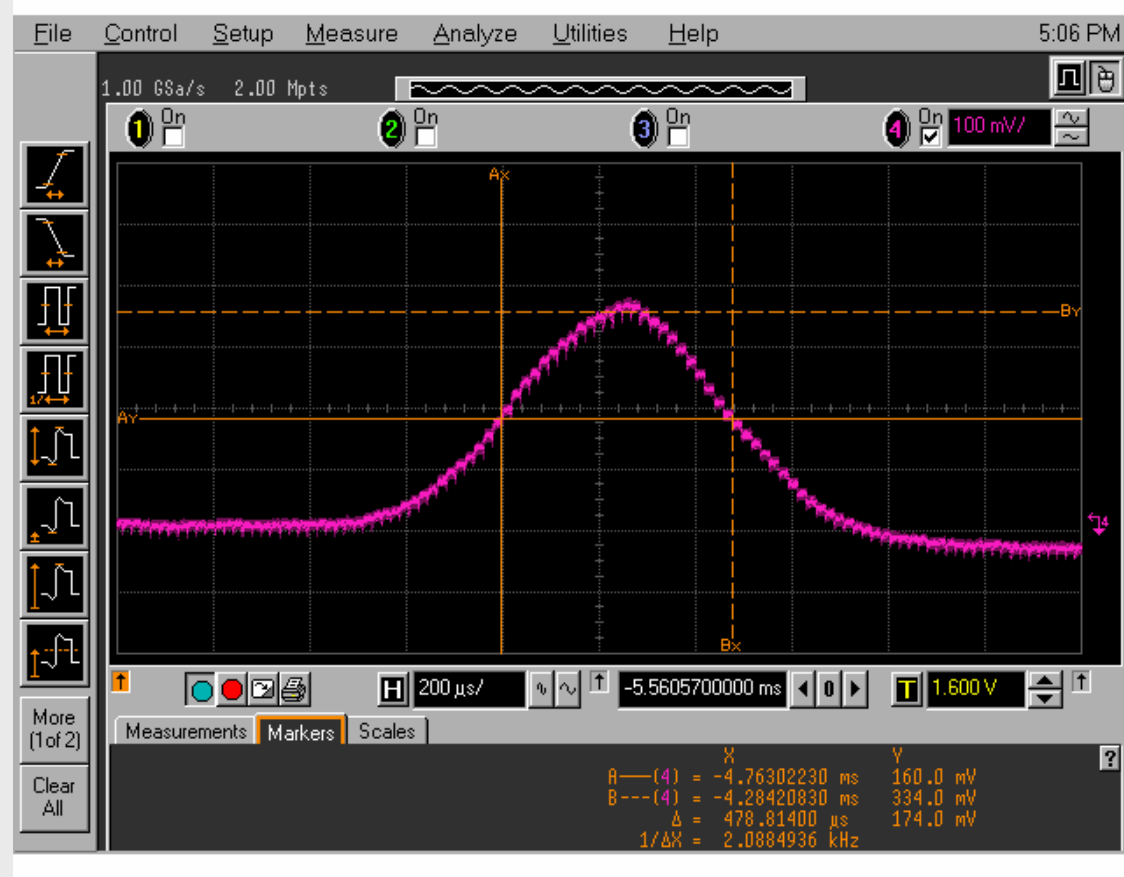 File Control Setup Measure Analyze Utilities Help 5:06 PM
1.00 GSa/s 2.00 Mpts
1 On 2 On 3 On 4 On 100 mV/
Ax
By
Ay
4
Bx
1/
H 200 µs/ -5.5605700000 ms 0 T 1.600 V
More
(1of 2)
Clear
All
Measurements Markers Scales
X Y ?
A——(4) = -4.76302230 ms 160.0 mV
B---(4) = -4.28420830 ms 334.0 mV
Δ = 478.81400 µs 174.0 mV
1/ΔX = 2.0884936 kHz